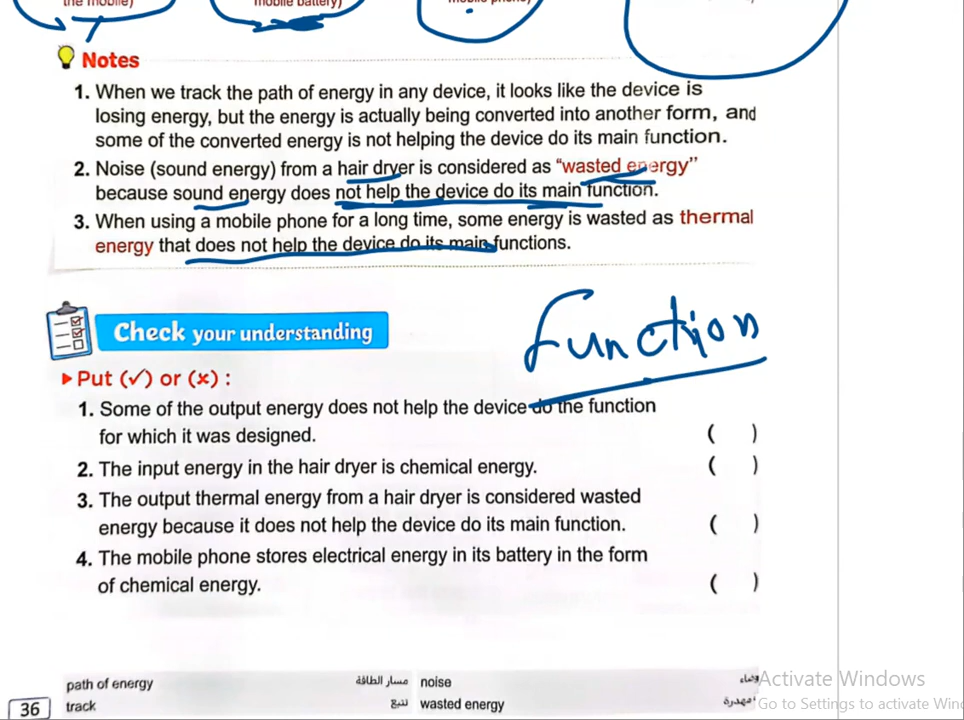 the mobile)
mobile battery)
Notes
1. When we track the path of energy in any device, it looks like the device is
losing energy, but the energy is actually being converted into another form, and
some of the converted energy is not helping the device do its main function.
2. Noise (sound energy) from a hair dryer is considered as "wasted energy"
because sound energy does not help the device do its main function.
3. When using a mobile phone for a long time, some energy is wasted as thermal
energy that does not help the device do its main functions.
function
Check your understanding
▶ Put (✓) or (x) :
1. Some of the output energy does not help the device do the function
for which it was designed. ( )
2. The input energy in the hair dryer is chemical energy. ( )
3. The output thermal energy from a hair dryer is considered wasted
energy because it does not help the device do its main function. ( )
4. The mobile phone stores electrical energy in its battery in the form
of chemical energy. ( )
path of energy مسار الطاقة noise
track تتبع wasted energy
36
Activate Windows
Go to Settings to activate Win